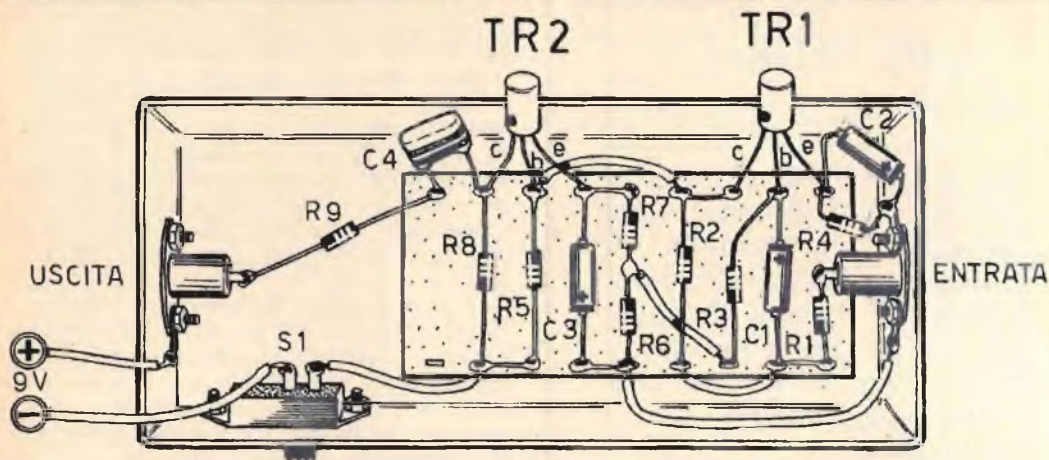 TR2
TR1
C4
c
b
e
c
b
e
C2
R9
R7
R8
R2
R4
USCITA
ENTRATA
R5
C3
R6
R3
C1
R1
S1
+
9V
−